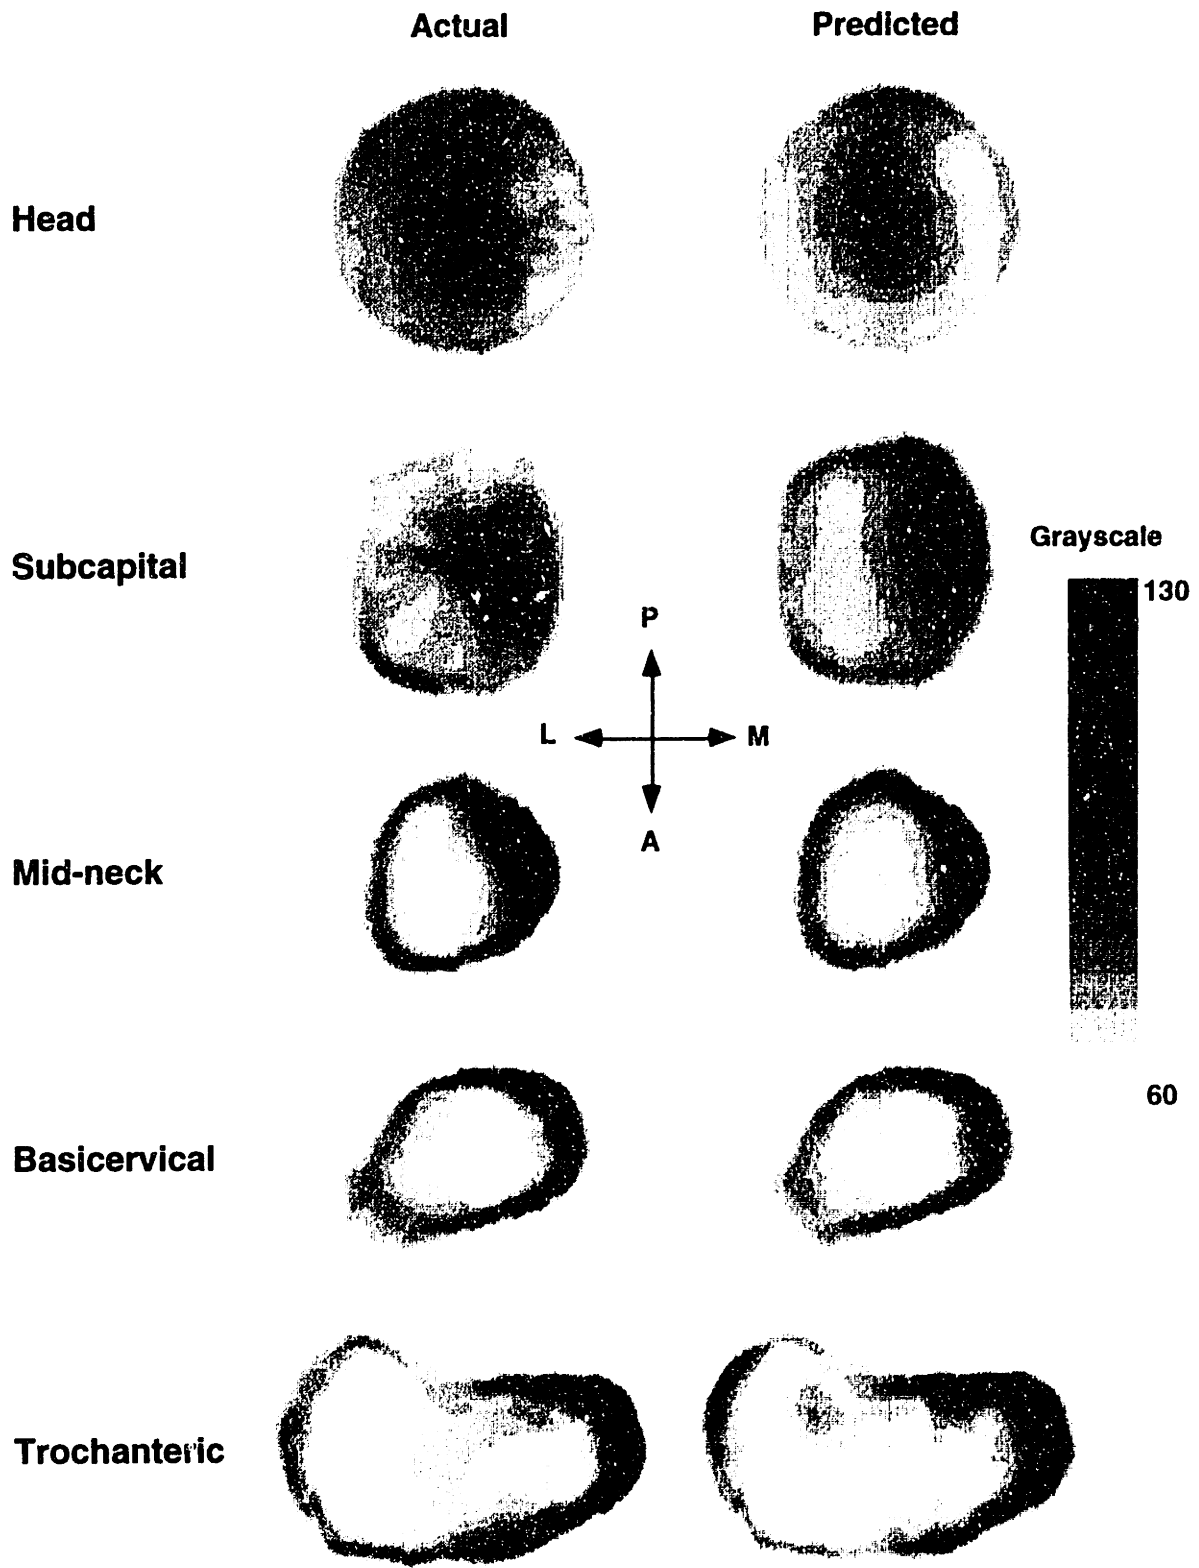 Actual Predicted
Head
Subcapital
Grayscale
130
P
L M
A
Mid-neck
60
Basicervical
Trochanteric